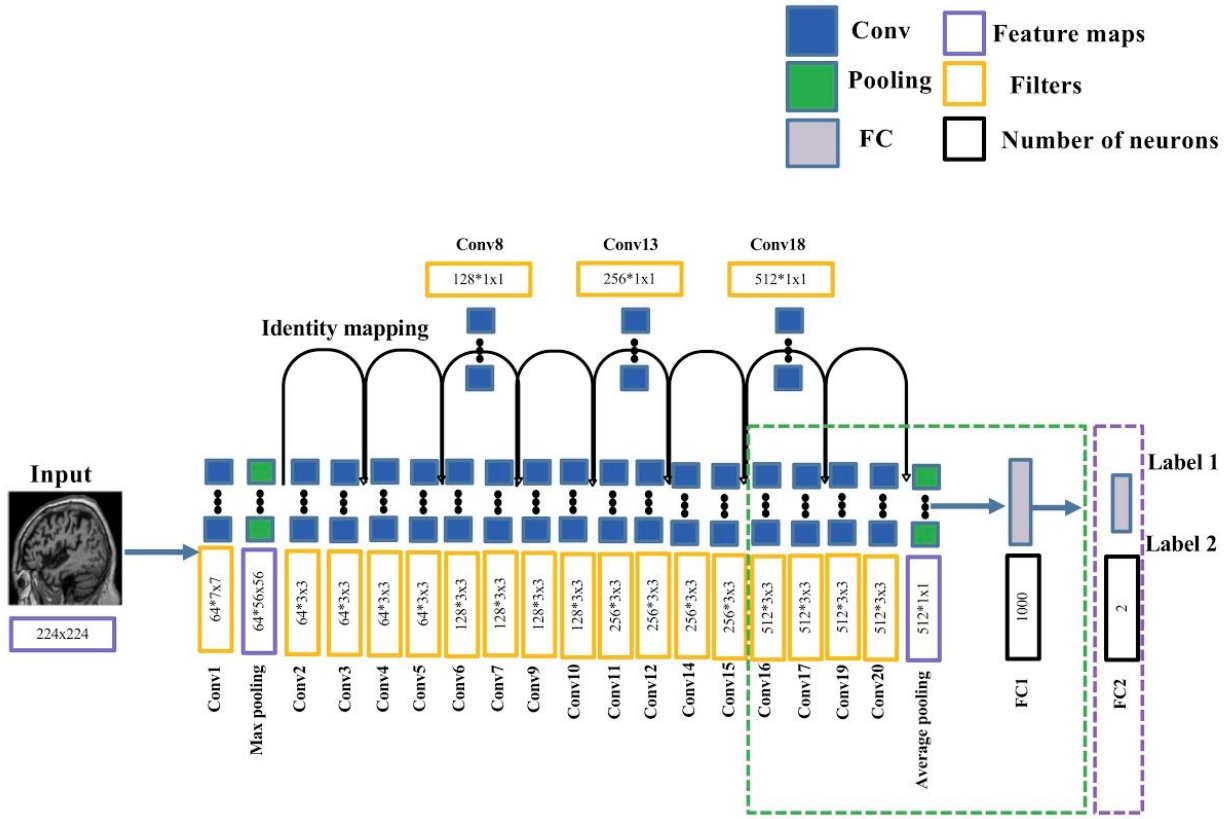 Conv
Feature maps
Pooling
Filters
FC
Number of neurons
Conv8
Conv13
Conv18
128*1x1
256*1x1
512*1x1
Identity mapping
Input
224x224
Label 1
Label 2
64*7x7
64*56x56
64*3x3
64*3x3
64*3x3
64*3x3
128*3x3
128*3x3
128*3x3
128*3x3
256*3x3
256*3x3
256*3x3
256*3x3
512*3x3
512*3x3
512*3x3
512*3x3
512*1x1
1000
2
Conv1
Max pooling
Conv2
Conv3
Conv4
Conv5
Conv6
Conv7
Conv9
Conv10
Conv11
Conv12
Conv14
Conv15
Conv16
Conv17
Conv19
Conv20
Average pooling
FC1
FC2